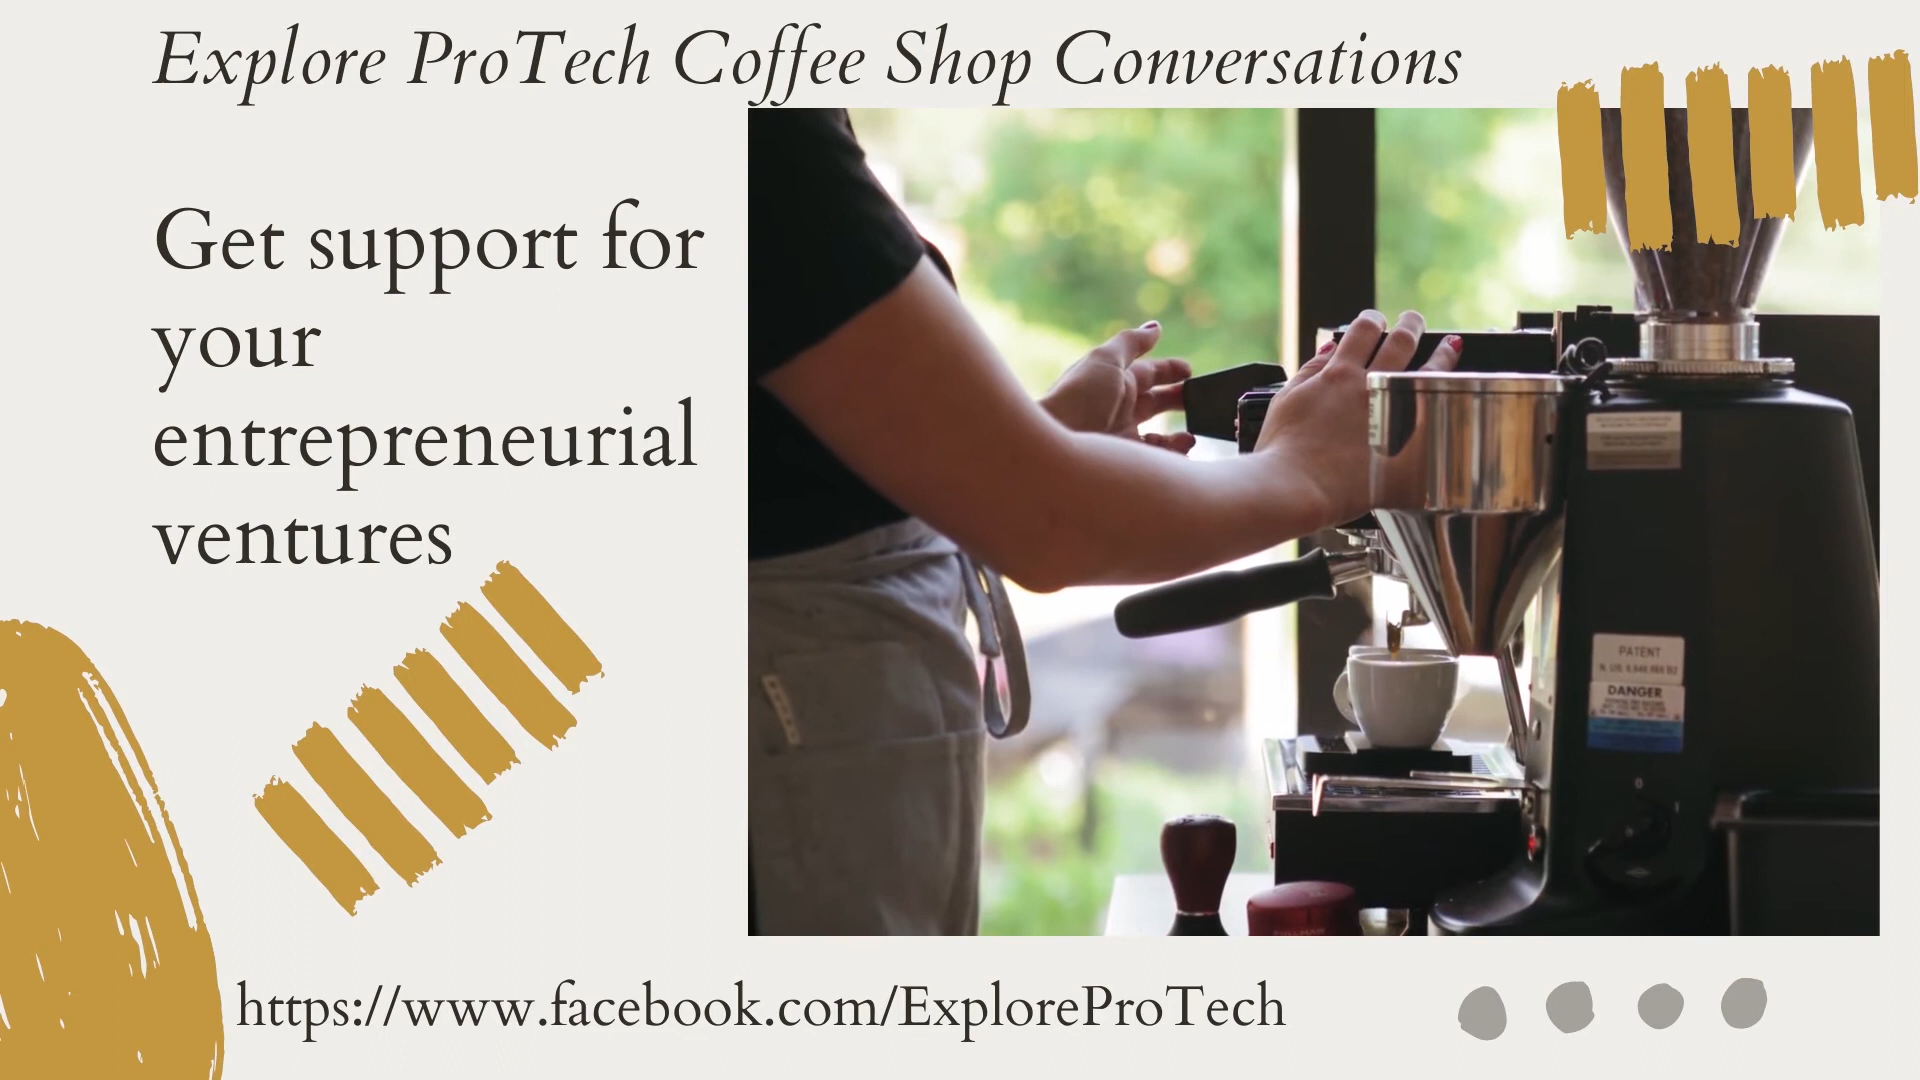 Explore ProTech Coffee Shop Conversations
Get support for
your
entrepreneurial
ventures
PATENT
DANGER
https://www.facebook.com/ExploreProTech